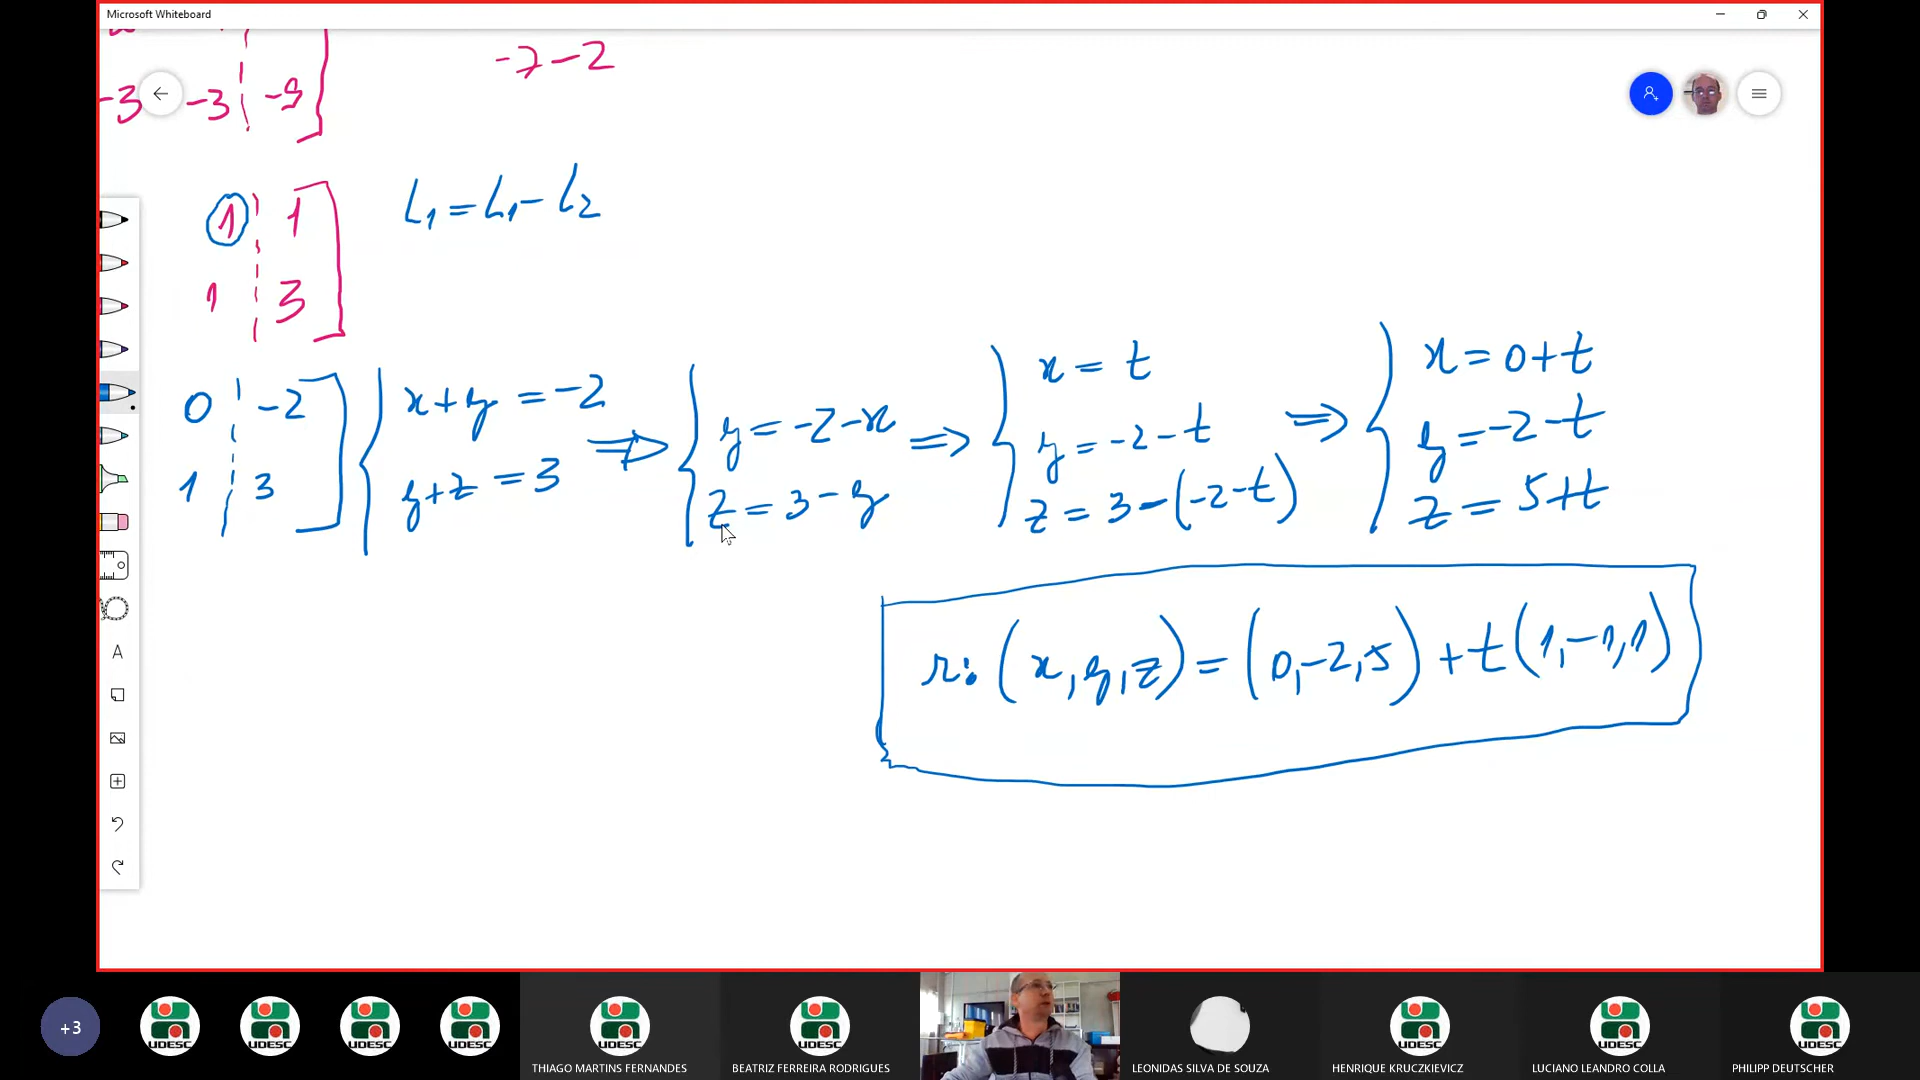 Microsoft Whiteboard
-7-2
-3 -3 -9
1 1
L₁ = L₁ - L₂
1 3
0 -2
1 3
x+y = -2
y+z = 3
⇒
y = -2-x
z = 3-y
⇒
x = t
y = -2-t
z = 3-(-2-t)
⇒
x = 0+t
y = -2-t
z = 5+t
r: (x,y,z) = (0,-2,5) + t(1,-1,1)
A
+3
UDESC
UDESC
UDESC
UDESC
UDESC
THIAGO MARTINS FERNANDES
UDESC
BEATRIZ FERREIRA RODRIGUES
LEONIDAS SILVA DE SOUZA
UDESC
HENRIQUE KRUCZKIEVICZ
UDESC
LUCIANO LEANDRO COLLA
UDESC
PHILIPP DEUTSCHER